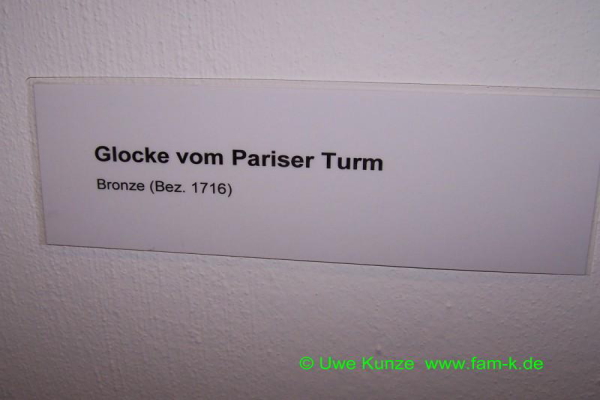 Glocke vom Pariser Turm
Bronze (Bez. 1716)
© Uwe Kunze www.fam-k.de